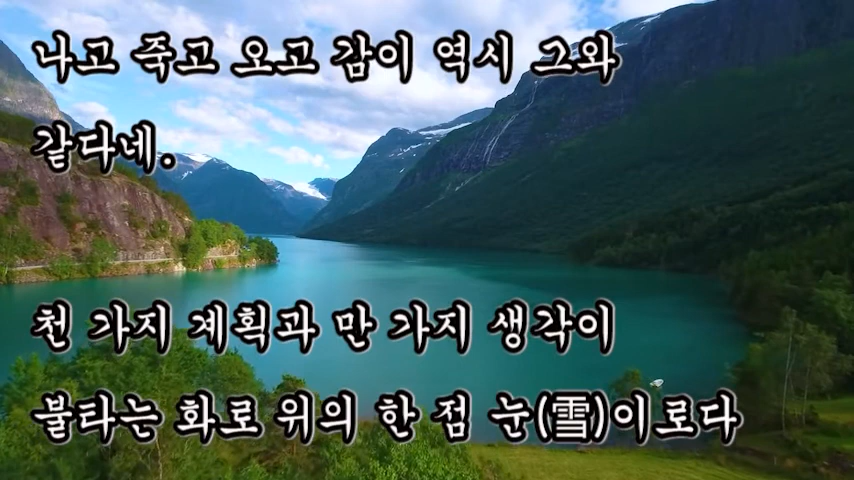 나고 죽고 오고 감이 역시 그와
같다네.
천 가지 계획과 만 가지 생각이
불타는 화로 위의 한 점 눈(雪)이로다